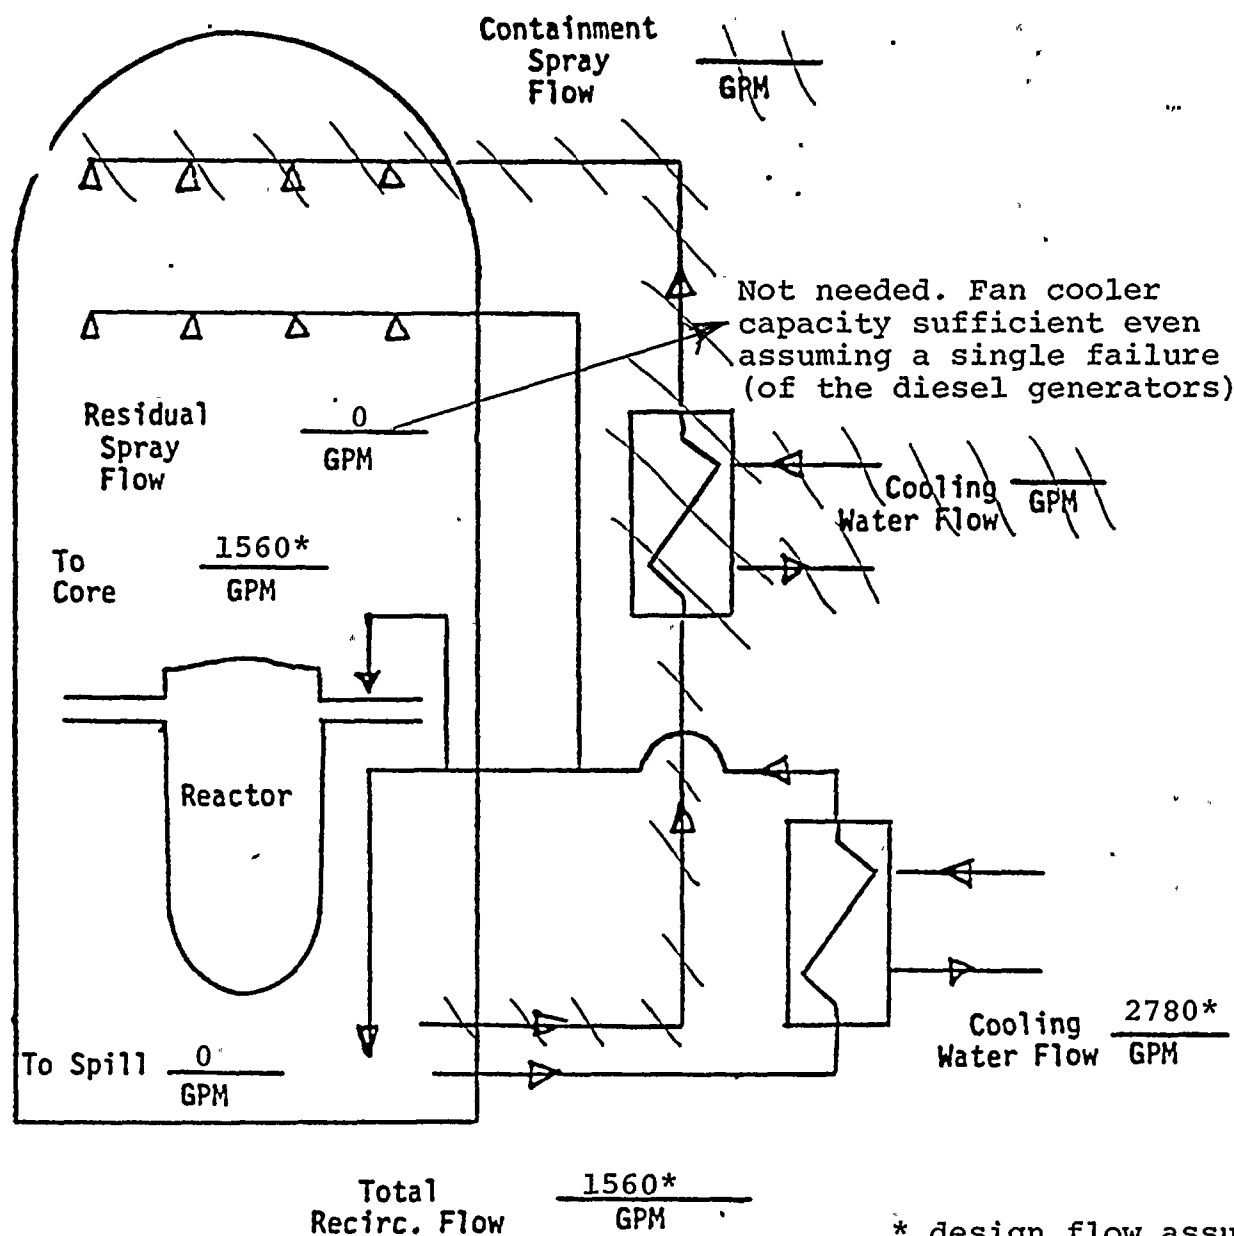 Containment
Spray
Flow
GPM
Not needed. Fan cooler
capacity sufficient even
assuming a single failure
(of the diesel generators)
Residual
Spray
Flow
0
GPM
Cooling
Water Flow
GPM
To
Core
1560*
GPM
Reactor
Cooling
Water Flow
2780*
GPM
To Spill
0
GPM
Total
Recirc. Flow
1560*
GPM
* design flow assu